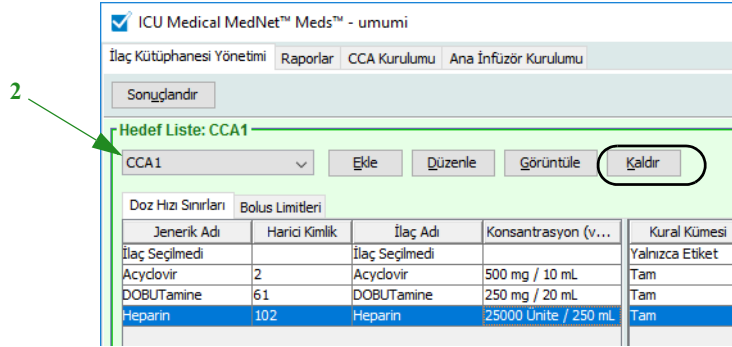 ICU Medical MedNet™ Meds™ - umumi
İlaç Kütüphanesi Yönetimi Raporlar CCA Kurulumu Ana İnfüzör Kurulumu
2
Sonuçlandır
Hedef Liste: CCA1
CCA1 Ekle Düzenle Görüntüle Kaldır
Doz Hızı Sınırları Bolus Limitleri
Jenerik Adı Harici Kimlik İlaç Adı Konsantrasyon (v... Kural Kümesi
İlaç Seçilmedi İlaç Seçilmedi Yalnızca Etiket
Acyclovir 2 Acyclovir 500 mg / 10 mL Tam
DOBUTamine 61 DOBUTamine 250 mg / 20 mL Tam
Heparin 102 Heparin 25000 Ünite / 250 mL Tam